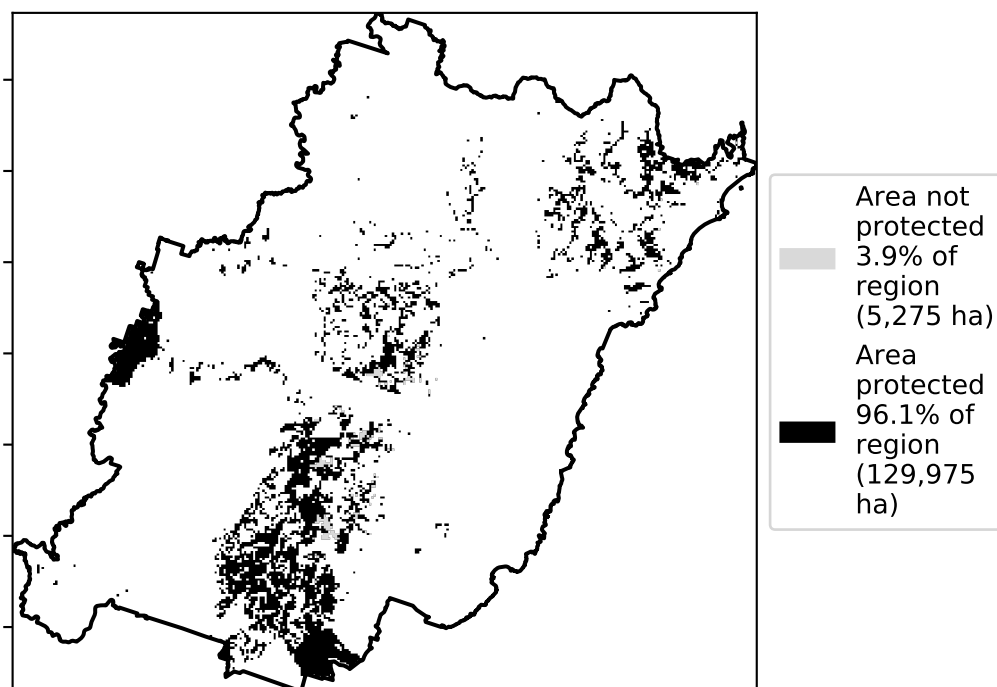 Area not
protected
3.9% of
region
(5,275 ha)
Area
protected
96.1% of
region
(129,975
ha)